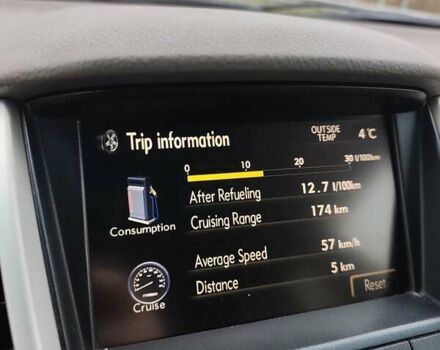 Trip information
OUTSIDE TEMP 4℃
0 10 20 30 l/100km
After Refueling 12.7 l/100km
Cruising Range 174 km
Consumption
Average Speed 57 km/h
Distance 5 km
Cruise
Reset